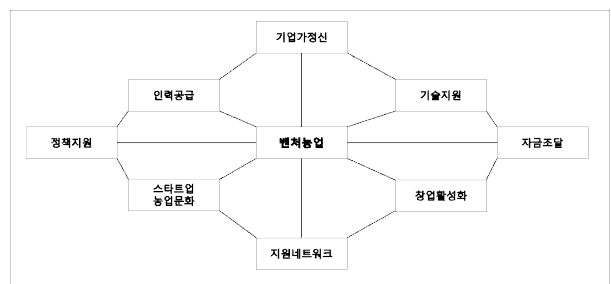 기업가정신
인력공급
기술지원
정책지원
벤처농업
자금조달
스타트업
농업문화
창업활성화
지원네트워크